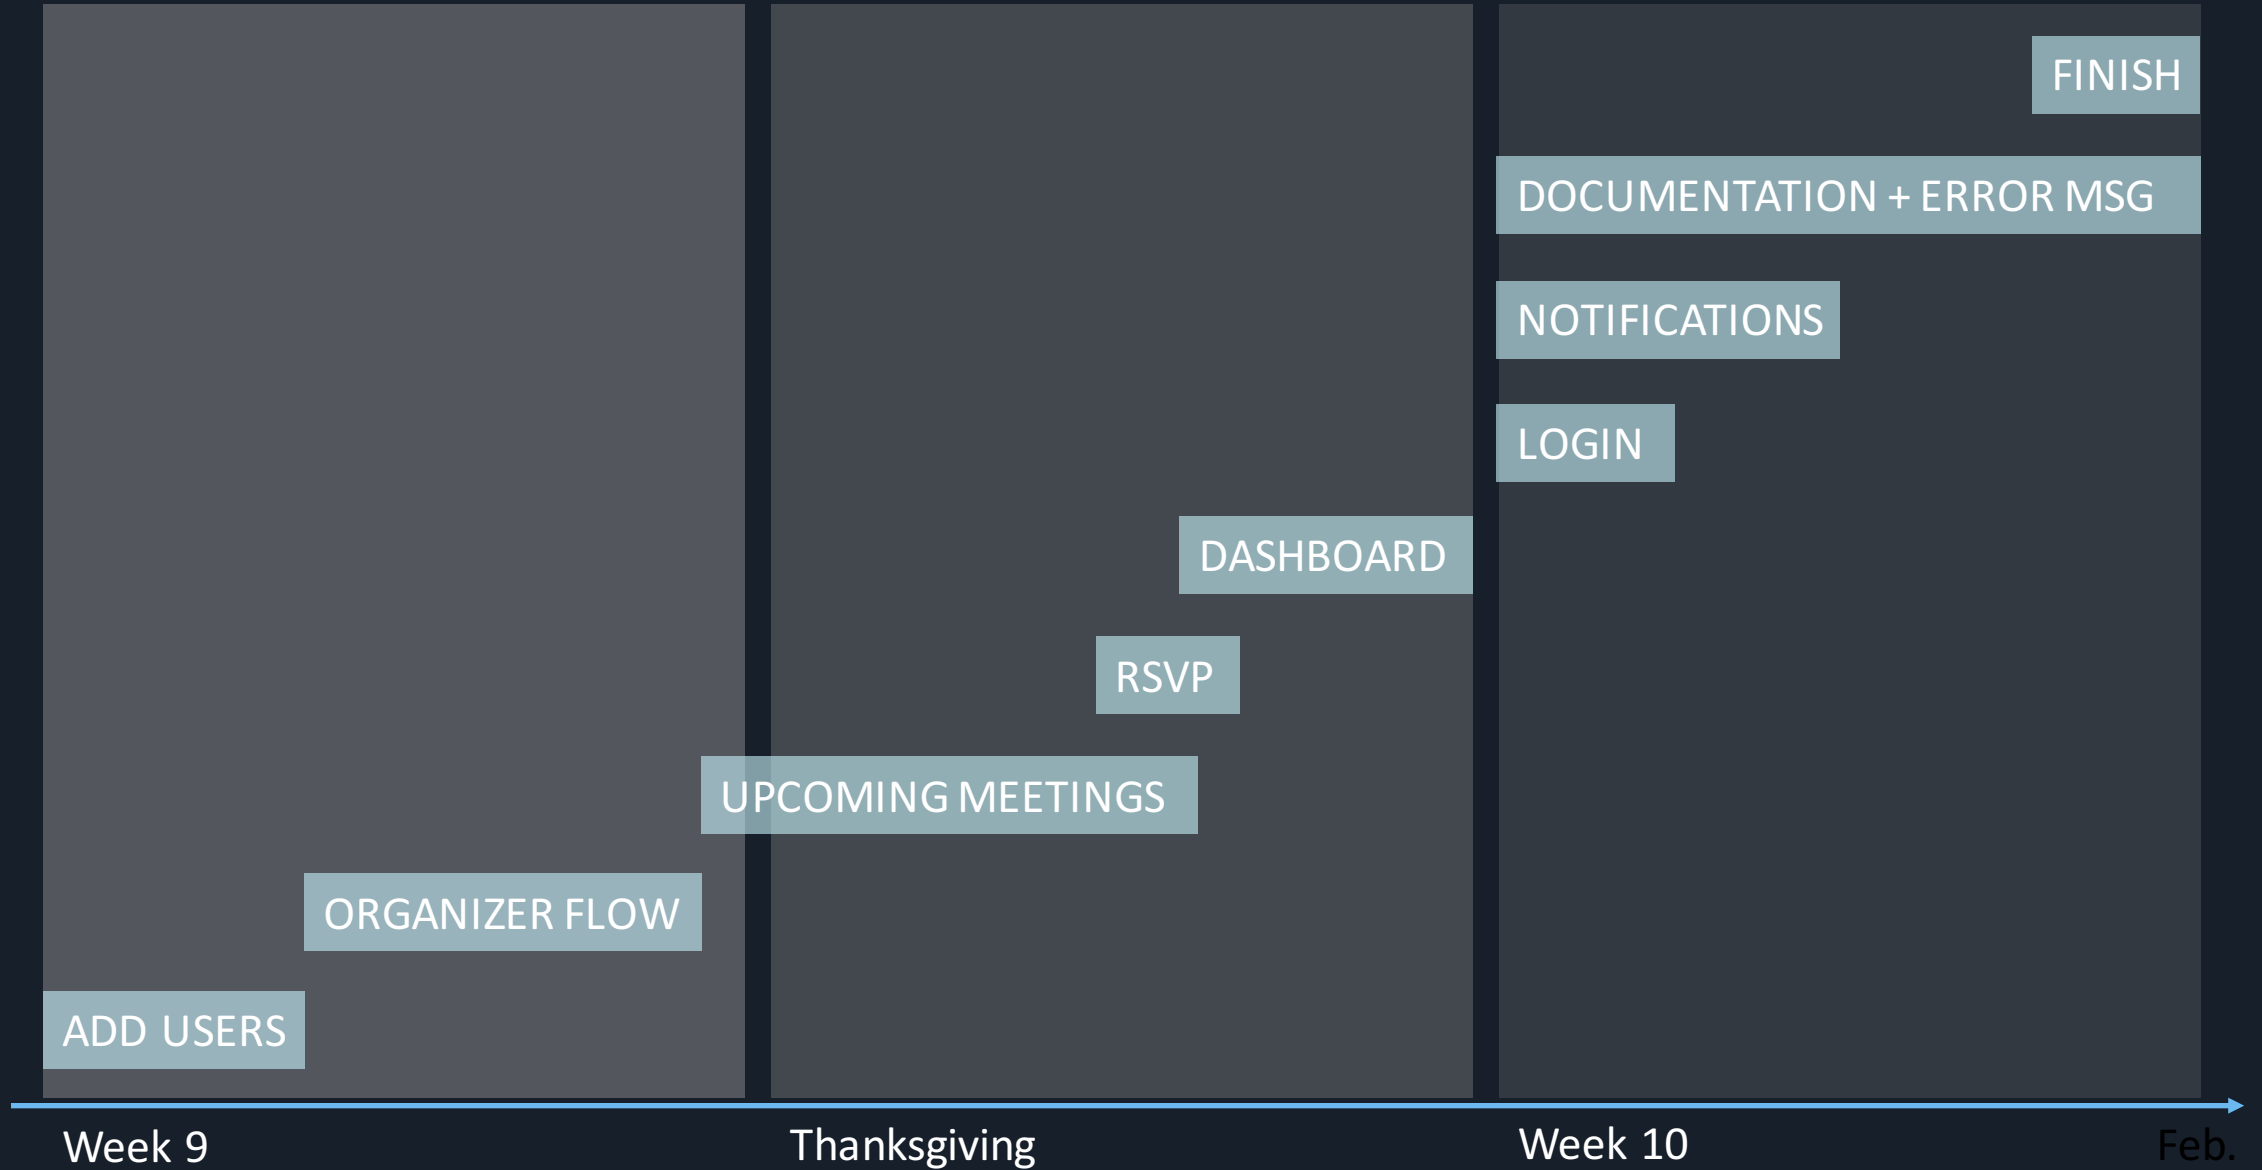 FINISH
DOCUMENTATION + ERROR MSG
NOTIFICATIONS
LOGIN
DASHBOARD
RSVP
UPCOMING MEETINGS
ORGANIZER FLOW
ADD USERS
Week 9
Thanksgiving
Week 10
Feb.